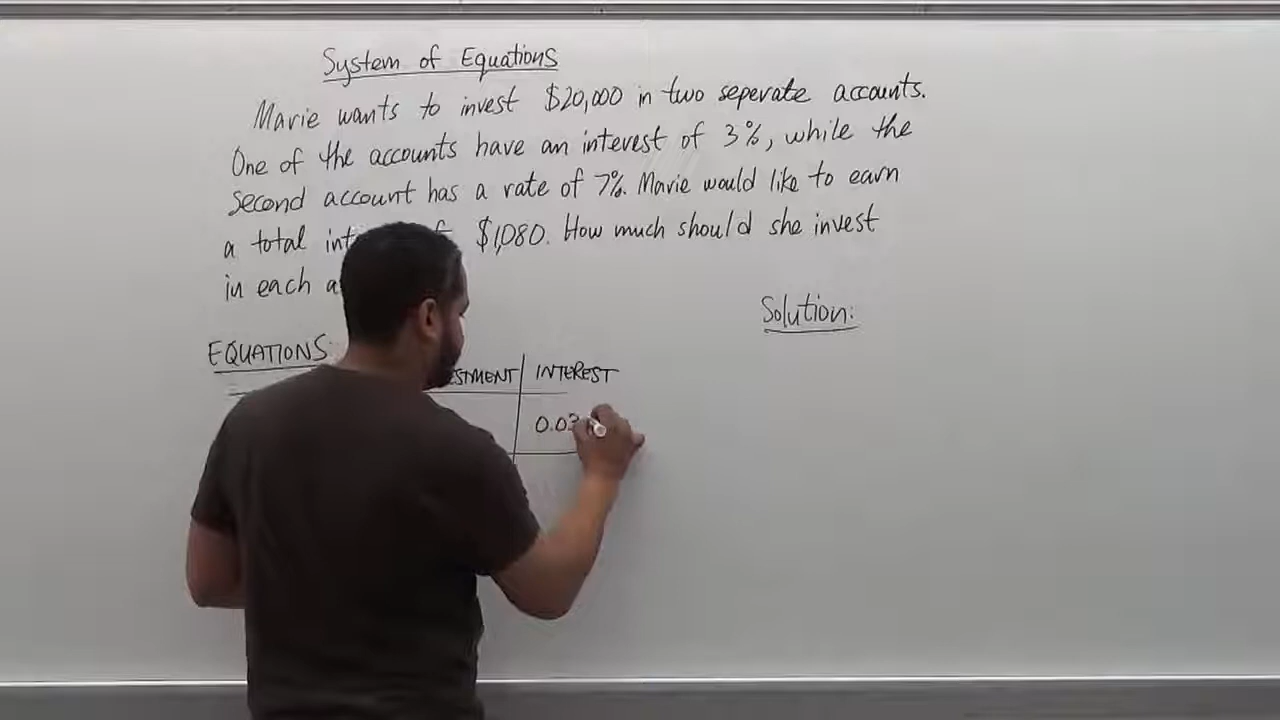 System of Equations
Marie wants to invest $20,000 in two seperate accounts.
One of the accounts have an interest of 3%, while the
second account has a rate of 7%. Marie would like to earn
a total $1,080. How much should she invest
in each
Solution:
EQUATIONS:
INTEREST
0.03